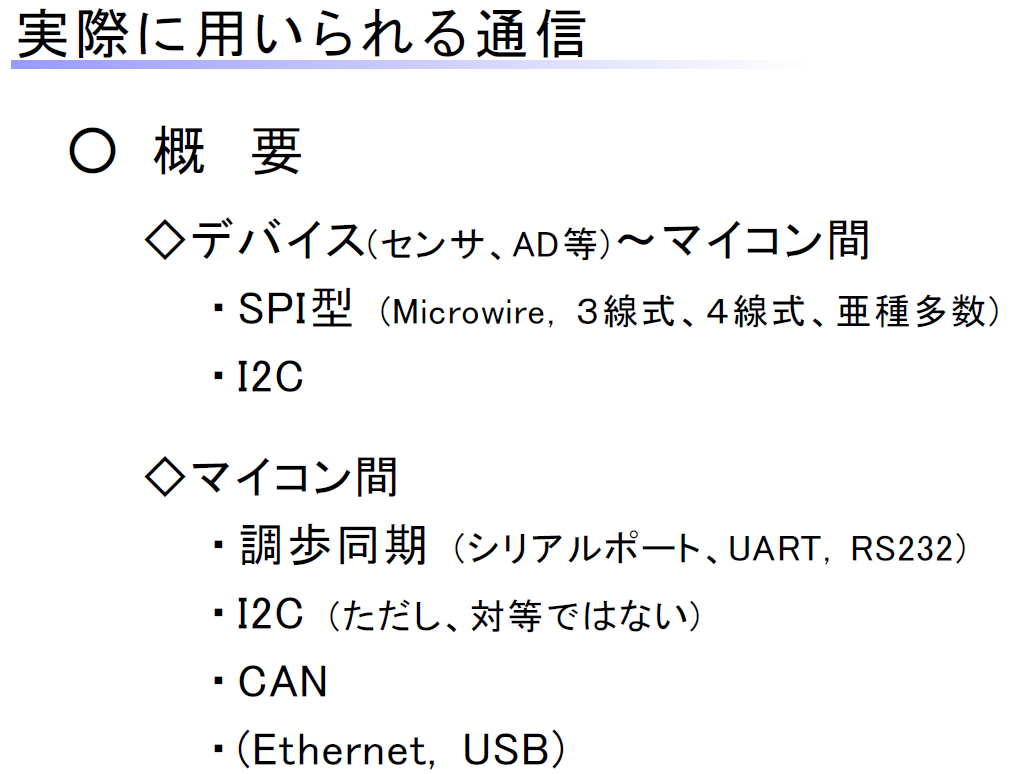 実際に用いられる通信
〇 概　要
◇デバイス(センサ、AD等)～マイコン間
・SPI型 (Microwire, ３線式、４線式、亜種多数)
・I2C
◇マイコン間
・調歩同期 (シリアルポート、UART, RS232)
・I2C (ただし、対等ではない)
・CAN
・(Ethernet, USB)